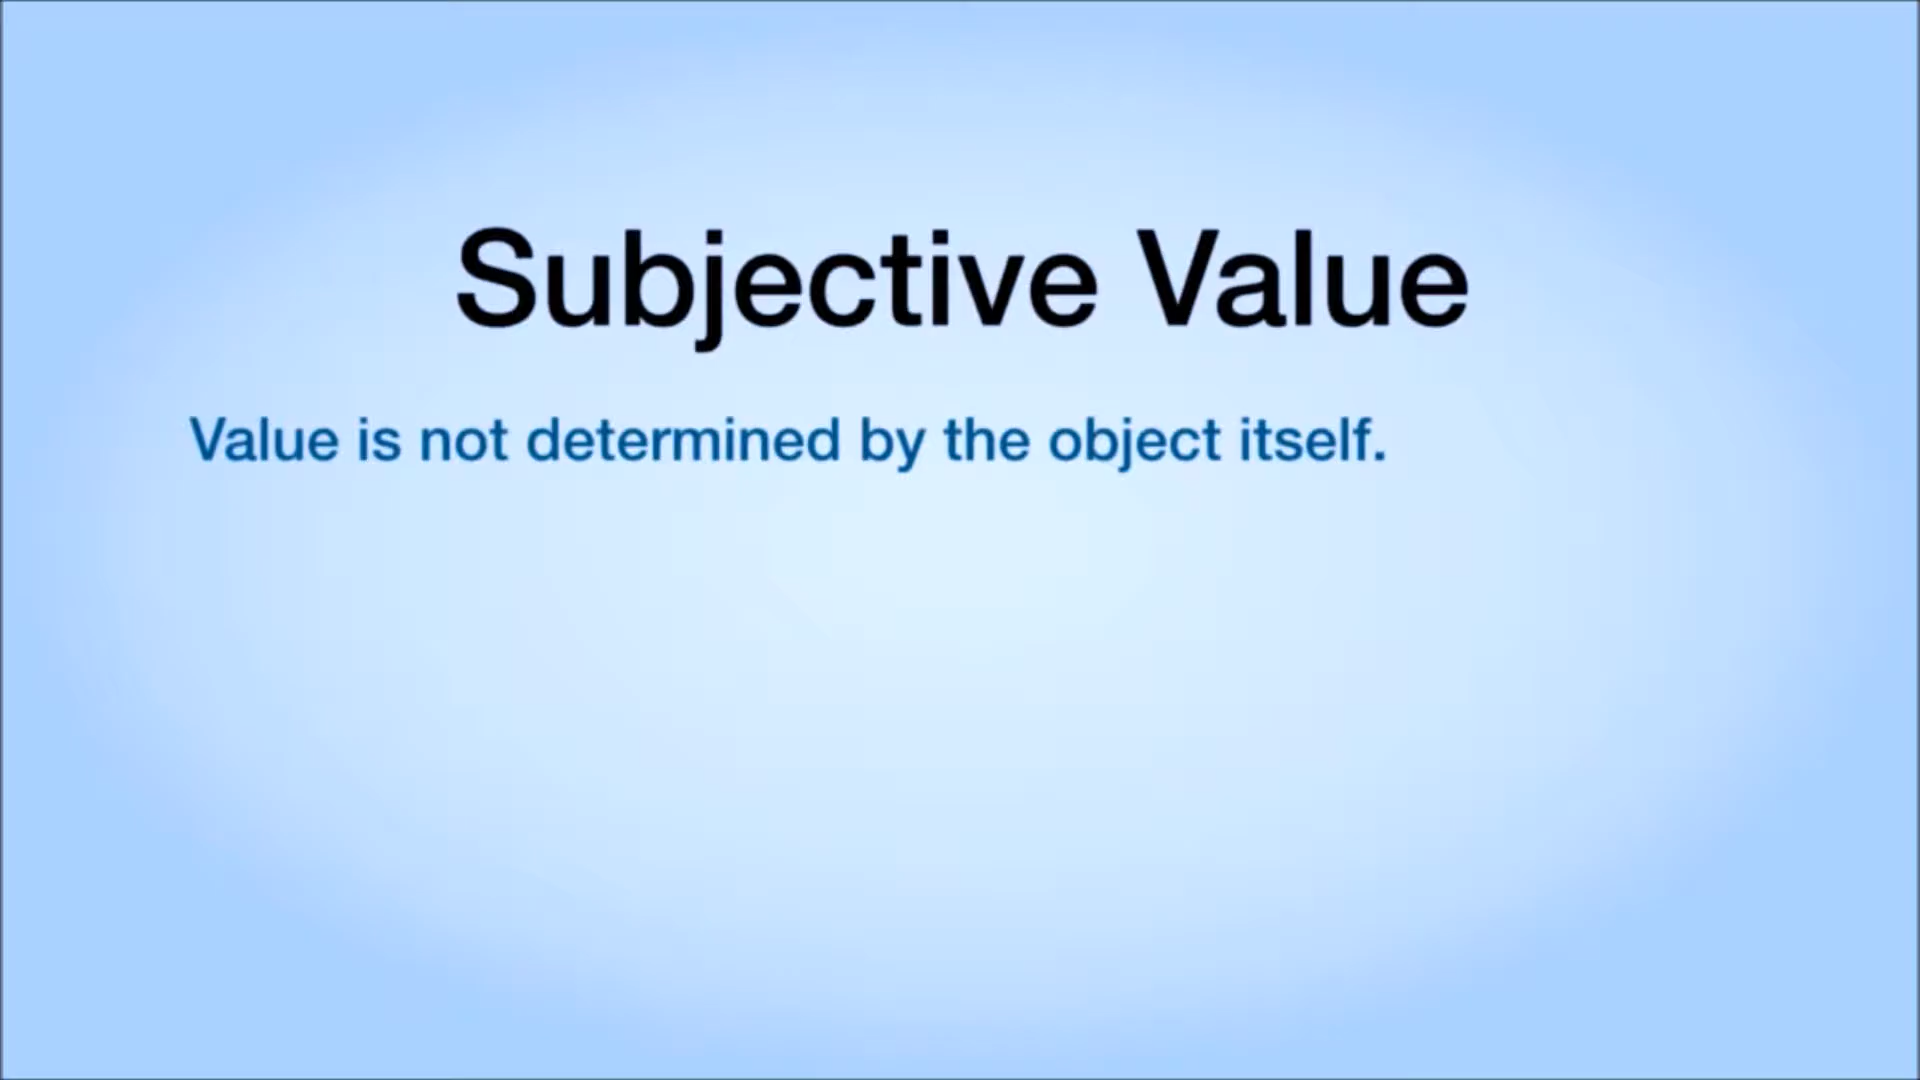 Subjective Value
Value is not determined by the object itself.